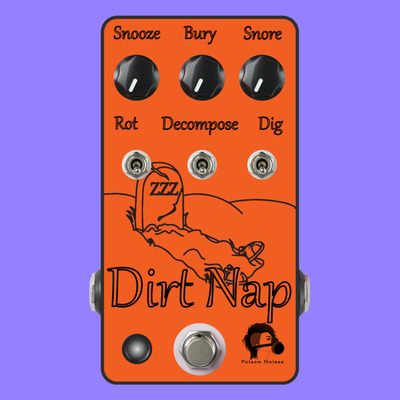 Snooze Bury Snore
Rot Decompose Dig
ZZZ
Dirt Nap
Poison Noises